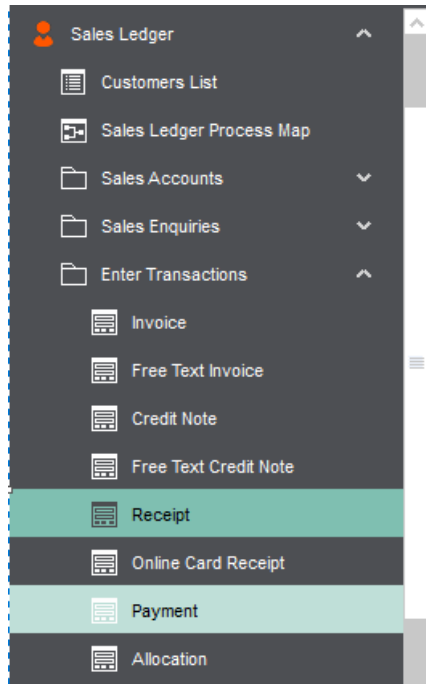 Sales Ledger
Customers List
Sales Ledger Process Map
Sales Accounts
Sales Enquiries
Enter Transactions
Invoice
Free Text Invoice
Credit Note
Free Text Credit Note
Receipt
Online Card Receipt
Payment
Allocation